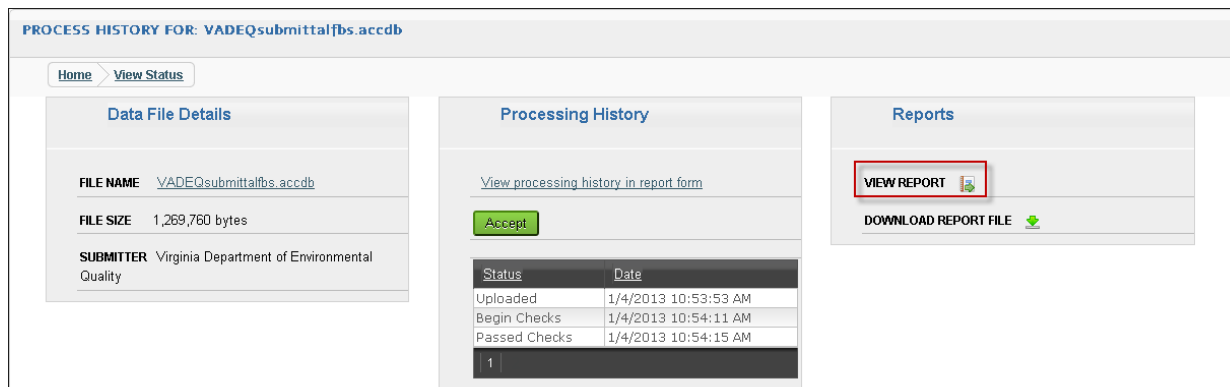 PROCESS HISTORY FOR: VADEQsubmittalfbs.accdb
Home View Status
Data File Details
FILE NAME VADEQsubmittalfbs.accdb
FILE SIZE 1,269,760 bytes
SUBMITTER Virginia Department of Environmental
Quality
Processing History
View processing history in report form
Accept
Status Date
Uploaded 1/4/2013 10:53:53 AM
Begin Checks 1/4/2013 10:54:11 AM
Passed Checks 1/4/2013 10:54:15 AM
1
Reports
VIEW REPORT
DOWNLOAD REPORT FILE